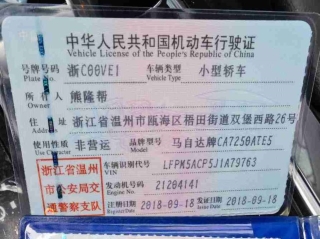 中华人民共和国机动车行驶证
Vehicle License of the People's Republic of China
号牌号码 浙C00VE1 车辆类型 小型轿车
Plate No. Vehicle Type
所有人 熊隆帮
Owner
住址 浙江省温州市瓯海区梧田街道双堡西路26号
Address
使用性质 非营运 品牌型号 马自达牌CA7250ATE5
Use Character Model
浙江省温州市公安局交通警察支队
车辆识别代号 LFPM5ACP5J1A79763
VIN
发动机号码 21204141
Engine No.
注册日期 2018-09-18 发证日期 2018-09-18
Register Date Issue Date